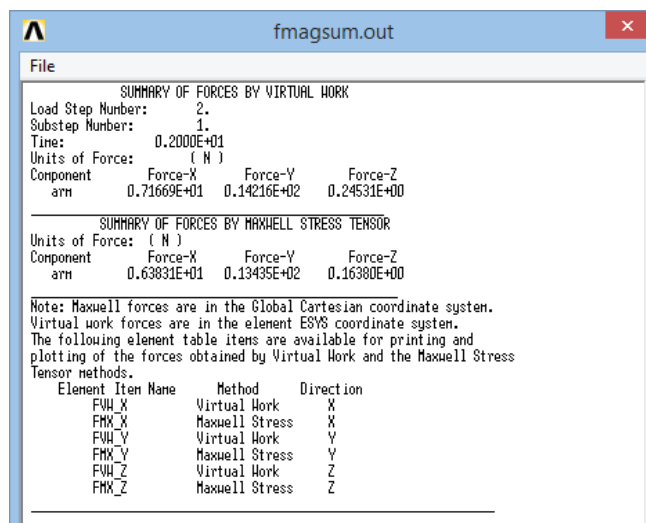 fmagsum.out
File
SUMMARY OF FORCES BY VIRTUAL WORK
Load Step Number: 2.
Substep Number: 1.
Time: 0.2000E+01
Units of Force: ( N )
Component Force-X Force-Y Force-Z
arm 0.71669E+01 0.14216E+02 0.24531E+00
SUMMARY OF FORCES BY MAXWELL STRESS TENSOR
Units of Force: ( N )
Component Force-X Force-Y Force-Z
arm 0.63831E+01 0.13435E+02 0.16380E+00
Note: Maxwell forces are in the Global Cartesian coordinate system.
Virtual work forces are in the element ESYS coordinate system.
The following element table items are available for printing and
plotting of the forces obtained by Virtual Work and the Maxwell Stress
Tensor methods.
Element Item Name Method Direction
FVW_X Virtual Work X
FMX_X Maxwell Stress X
FVW_Y Virtual Work Y
FMX_Y Maxwell Stress Y
FVW_Z Virtual Work Z
FMX_Z Maxwell Stress Z